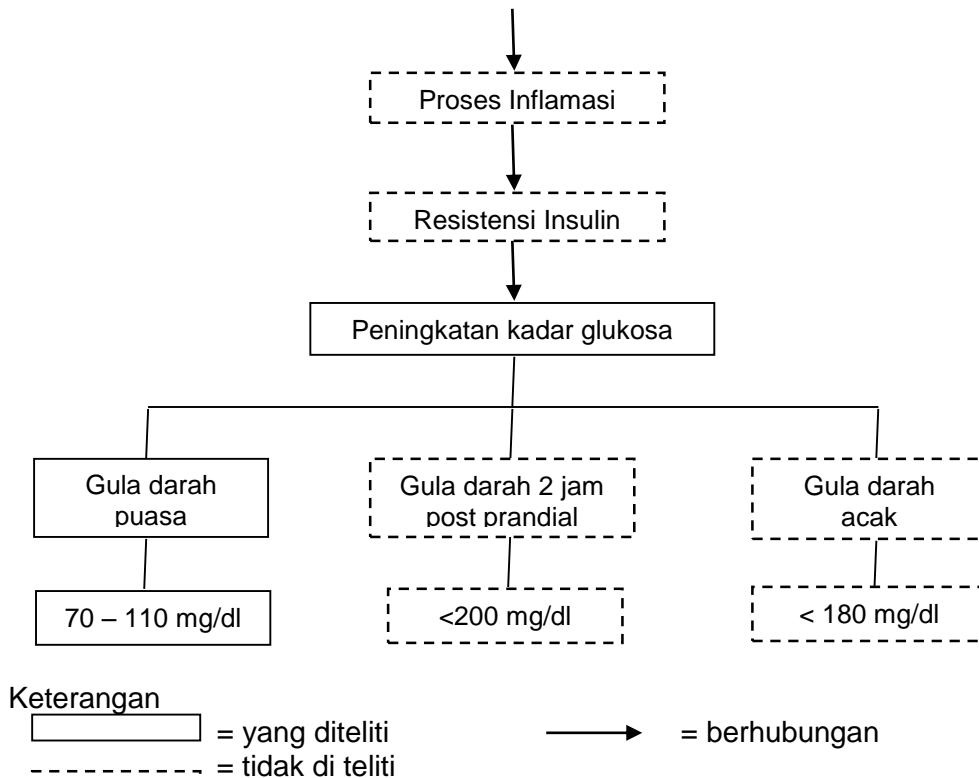 Proses Inflamasi
Resistensi Insulin
Peningkatan kadar glukosa
Gula darah
puasa
Gula darah 2 jam
post prandial
Gula darah
acak
70 – 110 mg/dl
<200 mg/dl
< 180 mg/dl
Keterangan
= yang diteliti
= berhubungan
= tidak di teliti